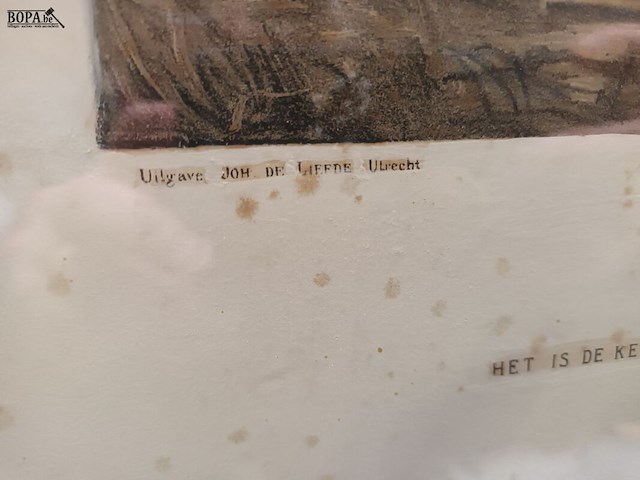 BOPA.be
Uitgave JOH. DE LIEFDE Utrecht
HET IS DE KE